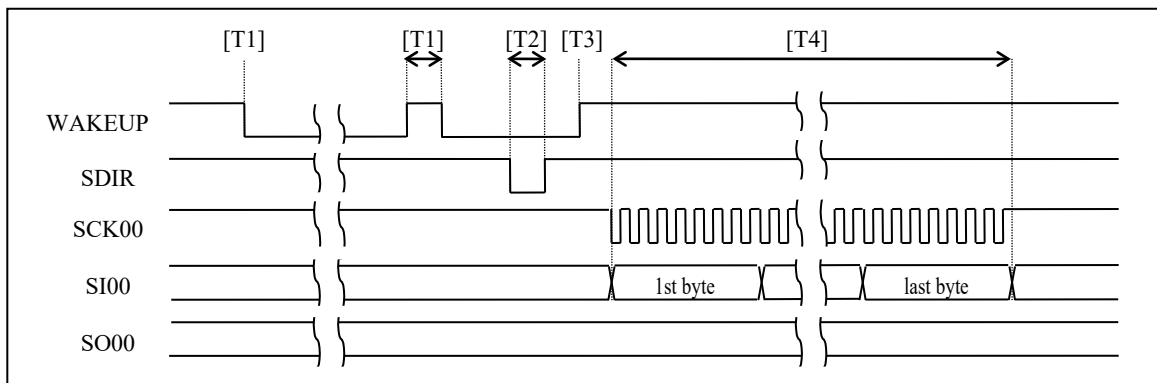 [T1] [T1] [T2] [T3] [T4]
WAKEUP
SDIR
SCK00
SI00 1st byte last byte
SO00